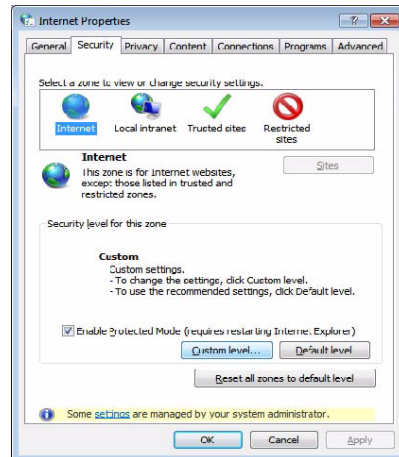 Internet Properties
General Security Privacy Content Connections Programs Advanced
Select a zone to view or change security settings.
Internet Local intranet Trusted sites Restricted sites
Internet
This zone is for Internet websites,
except those listed in trusted and
restricted zones.
Sites
Security level for this zone
Custom
Custom settings.
- To change the settings, click Custom level.
- To use the recommended settings, click Default level.
Enable Protected Mode (requires restarting Internet Explorer)
Custom level... Default level
Reset all zones to default level
Some settings are managed by your system administrator.
OK Cancel Apply